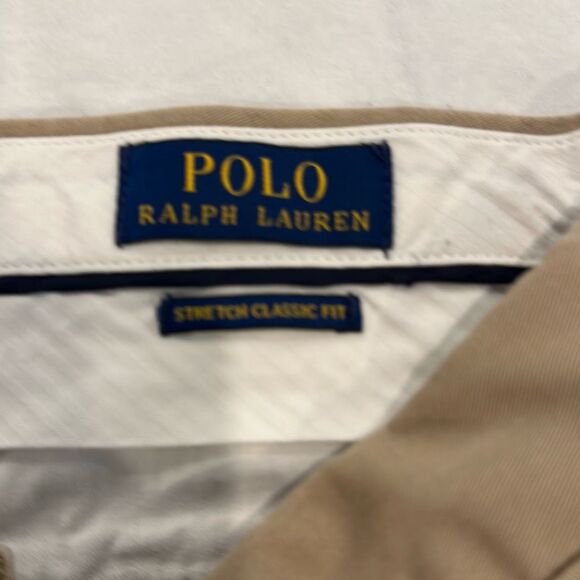 POLO
RALPH LAUREN
STRETCH CLASSIC FIT